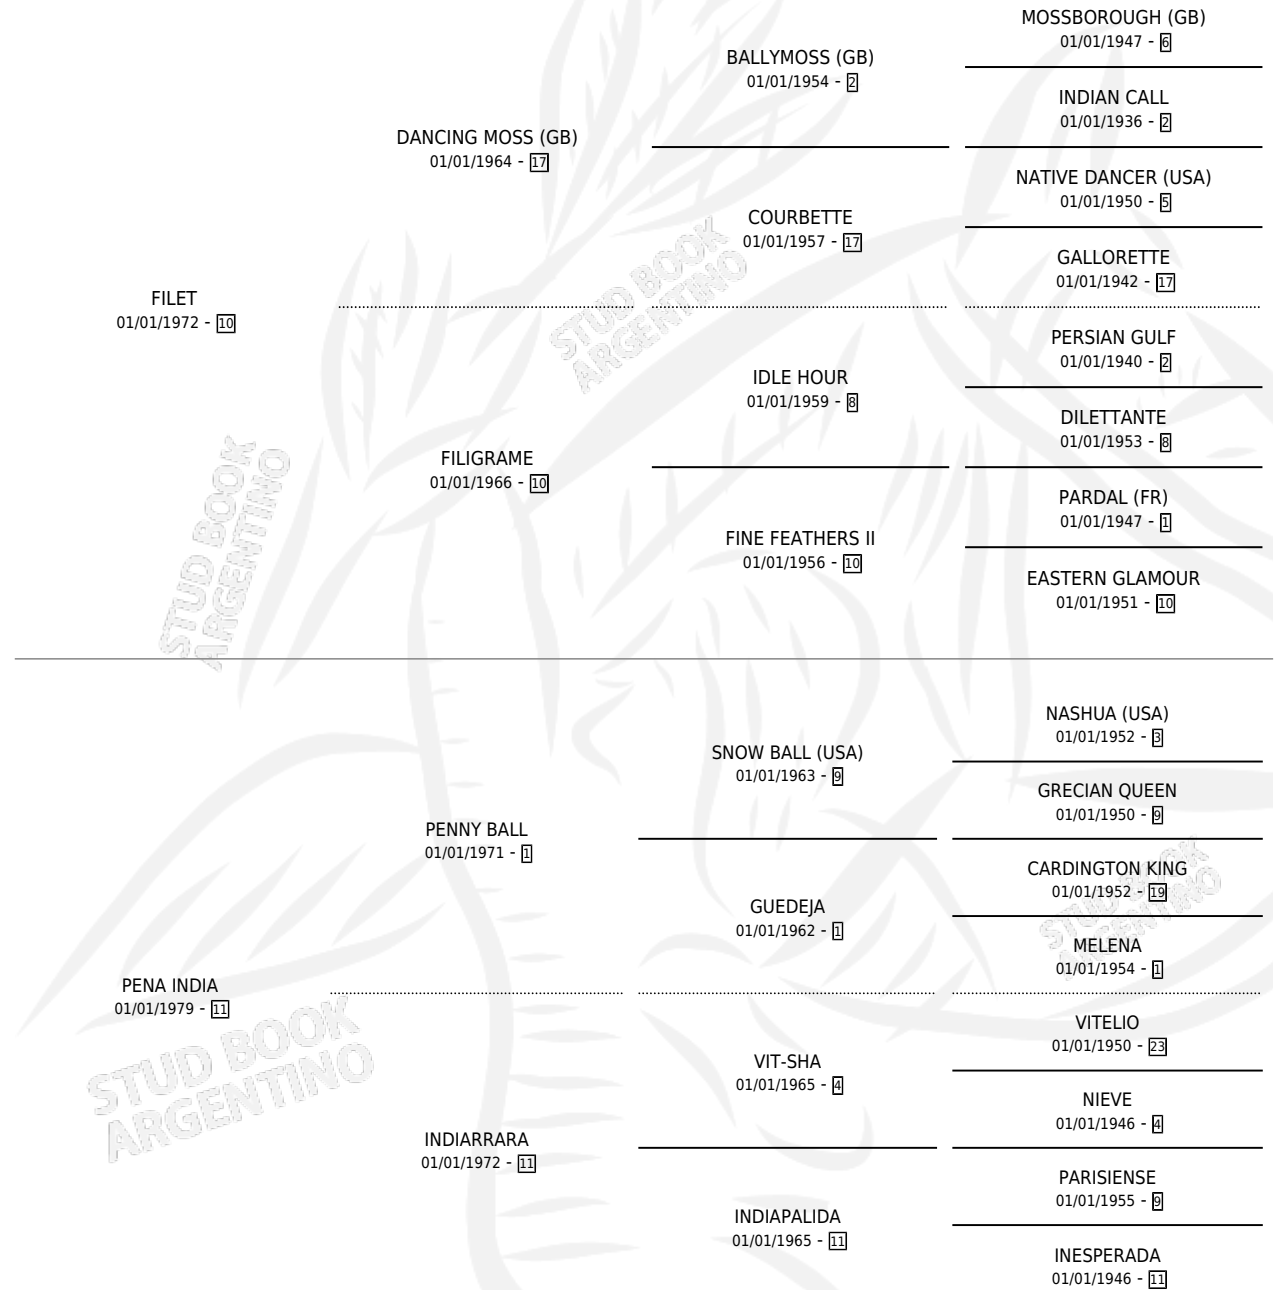 MOSSBOROUGH (GB)
01/01/1947 - 6
BALLYMOSS (GB)
01/01/1954 - 2
INDIAN CALL
01/01/1936 - 2
DANCING MOSS (GB)
01/01/1964 - 17
NATIVE DANCER (USA)
01/01/1950 - 5
COURBETTE
01/01/1957 - 17
GALLORETTE
01/01/1942 - 17
FILET
01/01/1972 - 10
STUD BOOK
ARGENTINO
PERSIAN GULF
01/01/1940 - 2
IDLE HOUR
01/01/1959 - 8
DILETTANTE
01/01/1953 - 8
FILIGRAME
01/01/1966 - 10
PARDAL (FR)
01/01/1947 - 1
FINE FEATHERS II
01/01/1956 - 10
EASTERN GLAMOUR
01/01/1951 - 10
STUD BOOK
ARGENTINO
NASHUA (USA)
01/01/1952 - 3
SNOW BALL (USA)
01/01/1963 - 9
GRECIAN QUEEN
01/01/1950 - 9
PENNY BALL
01/01/1971 - 1
CARDINGTON KING
01/01/1952 - 19
GUEDEJA
01/01/1962 - 1
STUD BOOK
ARGENTINO
MELENA
01/01/1954 - 1
PENA INDIA
01/01/1979 - 11
VITELIO
01/01/1950 - 23
VIT-SHA
01/01/1965 - 4
STUD BOOK
ARGENTINO
NIEVE
01/01/1946 - 4
INDIARRARA
01/01/1972 - 11
PARISIENSE
01/01/1955 - 9
INDIAPALIDA
01/01/1965 - 11
INESPERADA
01/01/1946 - 11